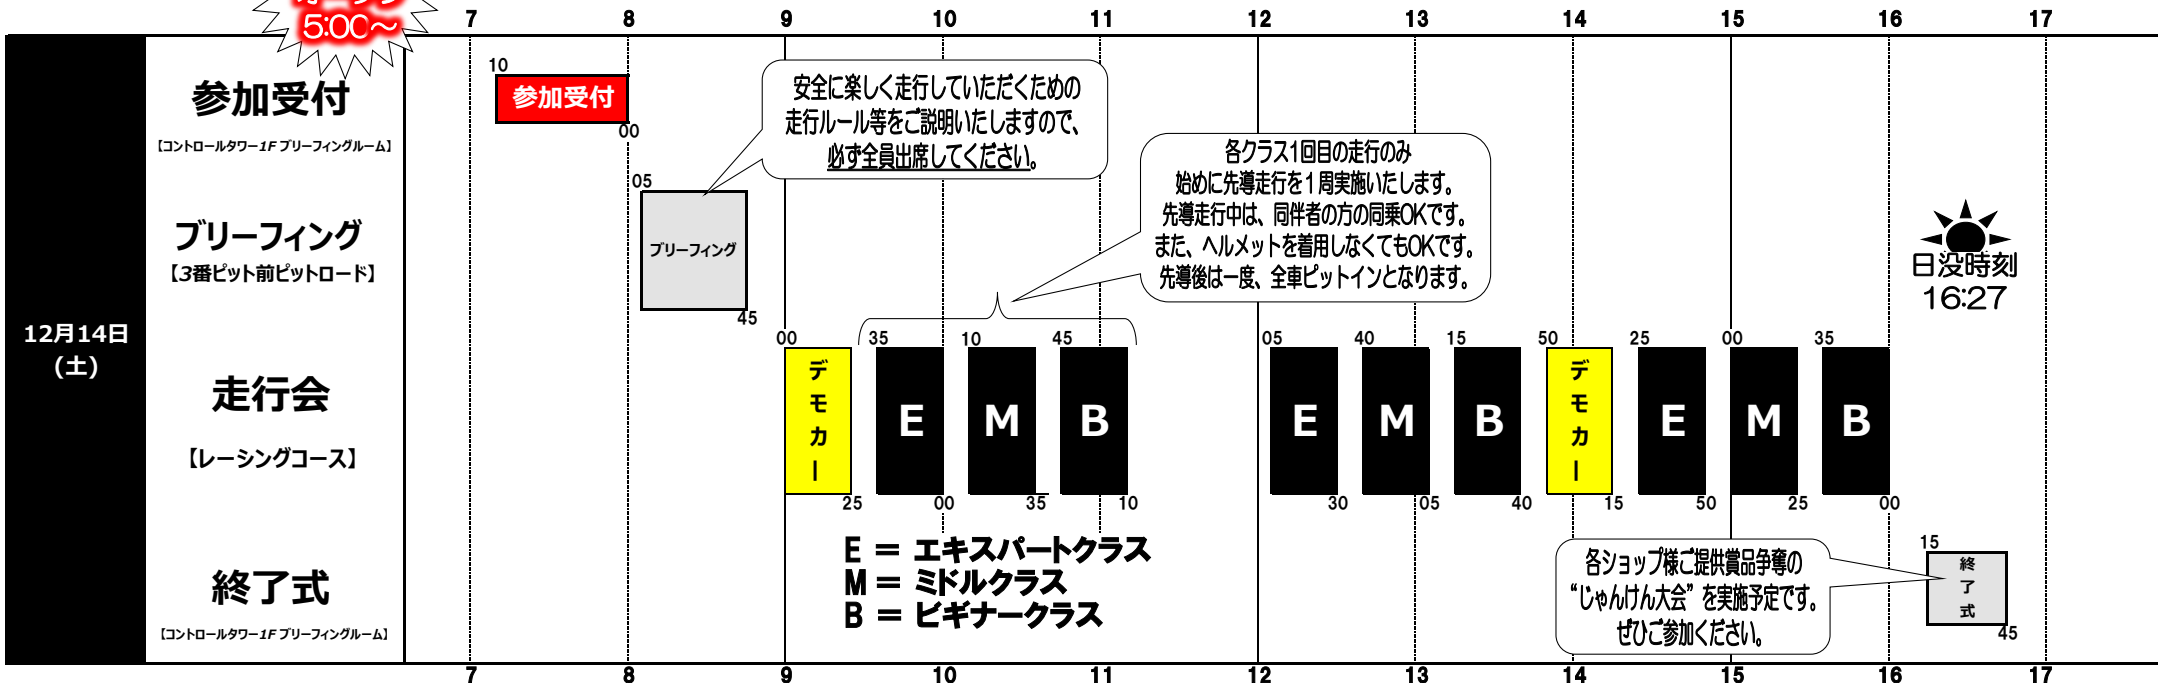 5:00～
7 8 9 10 11 12 13 14 15 16 17
12月14日
(土)
参加受付
【コントロールタワー1F ブリーフィングルーム】
10
参加受付
00
安全に楽しく走行していただくための
走行ルール等をご説明いたしますので、
必ず全員出席してください。
ブリーフィング
【3番ピット前ピットロード】
05
ブリーフィング
45
各クラス1回目の走行のみ
始めに先導走行を1周実施いたします。
先導走行中は、同伴者の方の同乗OKです。
また、ヘルメットを着用しなくてもOKです。
先導後は一度、全車ピットインとなります。
日没時刻
16:27
走行会
【レーシングコース】
00 35 10 45 05 40 15 50 25 00 35
デモカー E M B E M B デモカー E M B
25 00 35 10 30 05 40 15 50 25 00
E ＝ エキスパートクラス
M ＝ ミドルクラス
B ＝ ビギナークラス
終了式
【コントロールタワー1F ブリーフィングルーム】
各ショップ様ご提供賞品争奪の
“じゃんけん大会” を実施予定です。
ぜひご参加ください。
15
終了式
45
7 8 9 10 11 12 13 14 15 16 17